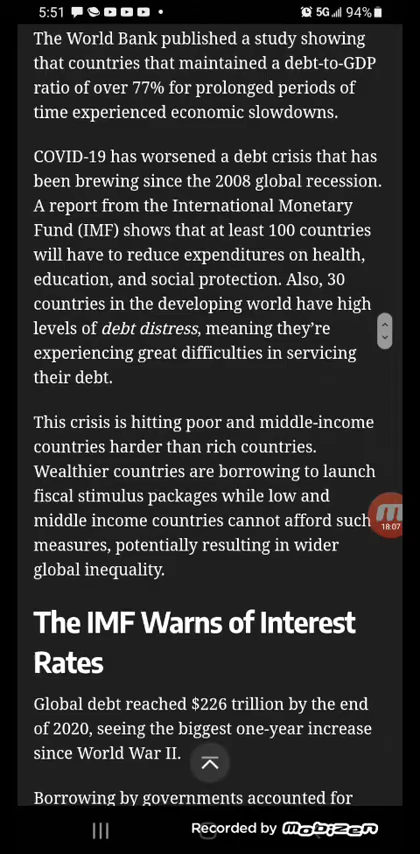 5:51 5G 94%
The World Bank published a study showing
that countries that maintained a debt-to-GDP
ratio of over 77% for prolonged periods of
time experienced economic slowdowns.
COVID-19 has worsened a debt crisis that has
been brewing since the 2008 global recession.
A report from the International Monetary
Fund (IMF) shows that at least 100 countries
will have to reduce expenditures on health,
education, and social protection. Also, 30
countries in the developing world have high
levels of debt distress, meaning they’re
experiencing great difficulties in servicing
their debt.
This crisis is hitting poor and middle-income
countries harder than rich countries.
Wealthier countries are borrowing to launch
fiscal stimulus packages while low and
middle income countries cannot afford such
measures, potentially resulting in wider
global inequality.
18:07
The IMF Warns of Interest
Rates
Global debt reached $226 trillion by the end
of 2020, seeing the biggest one-year increase
since World War II.
Borrowing by governments accounted for
Recorded by Mobizen